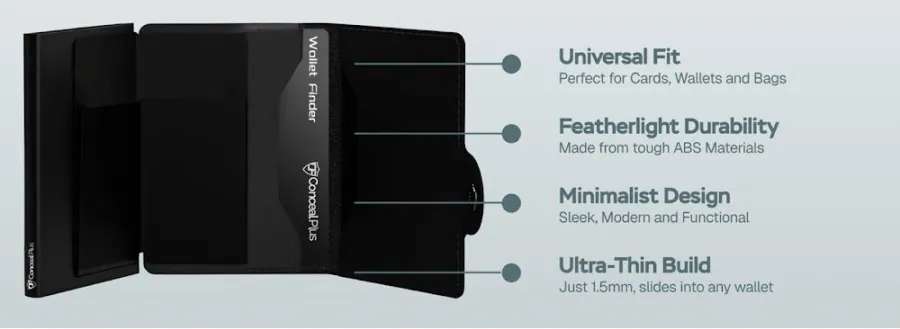 Wallet Finder
ConcealPlus
ConcealPlus
Universal Fit
Perfect for Cards, Wallets and Bags
Featherlight Durability
Made from tough ABS Materials
Minimalist Design
Sleek, Modern and Functional
Ultra-Thin Build
Just 1.5mm, slides into any wallet